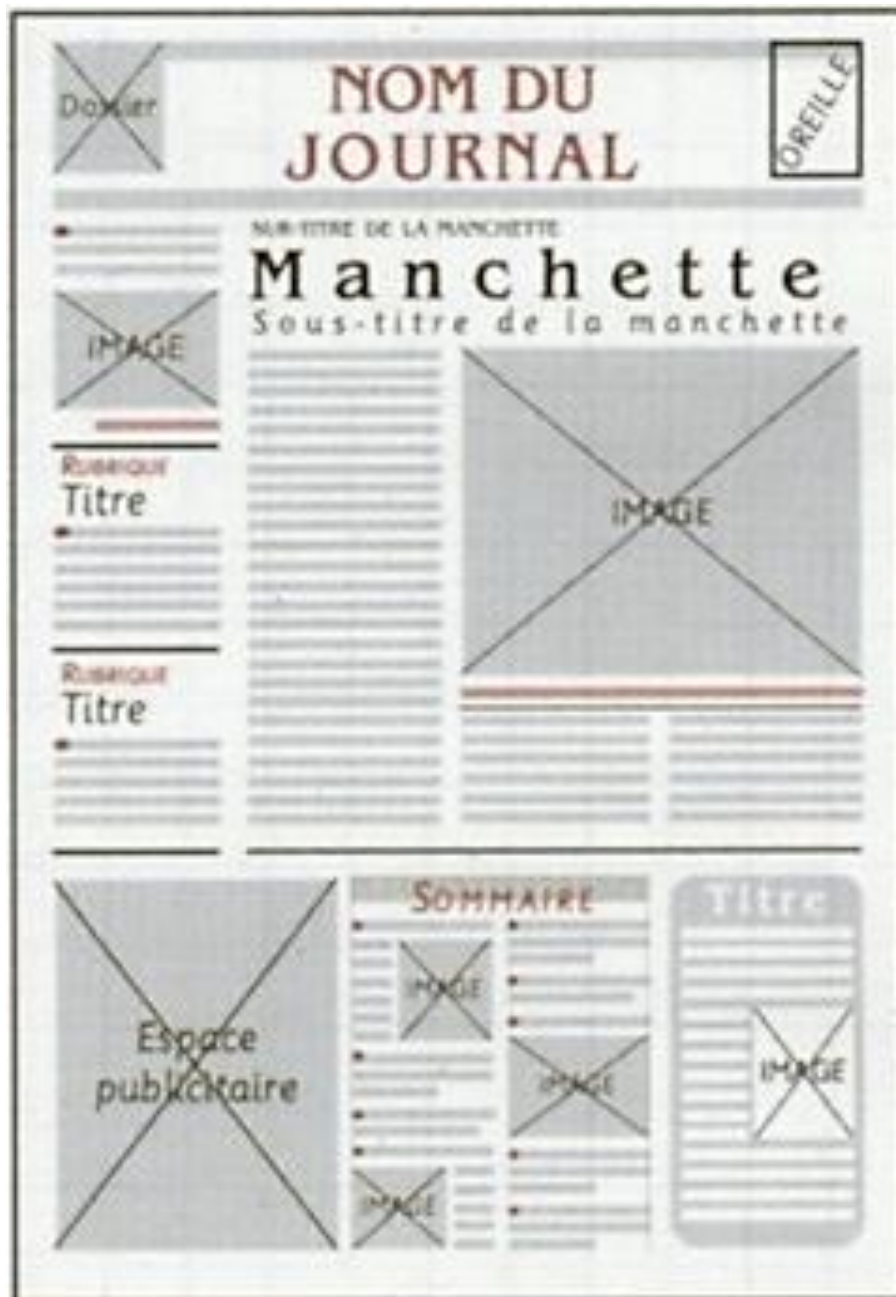 Dossier
NOM DU
JOURNAL
OREILLE
SUR-TITRE DE LA MANCHETTE
Manchette
Sous-titre de la manchette
IMAGE
RUBRIQUE
Titre
RUBRIQUE
Titre
IMAGE
Espace
publicitaire
SOMMAIRE
IMAGE
IMAGE
IMAGE
Titre
IMAGE